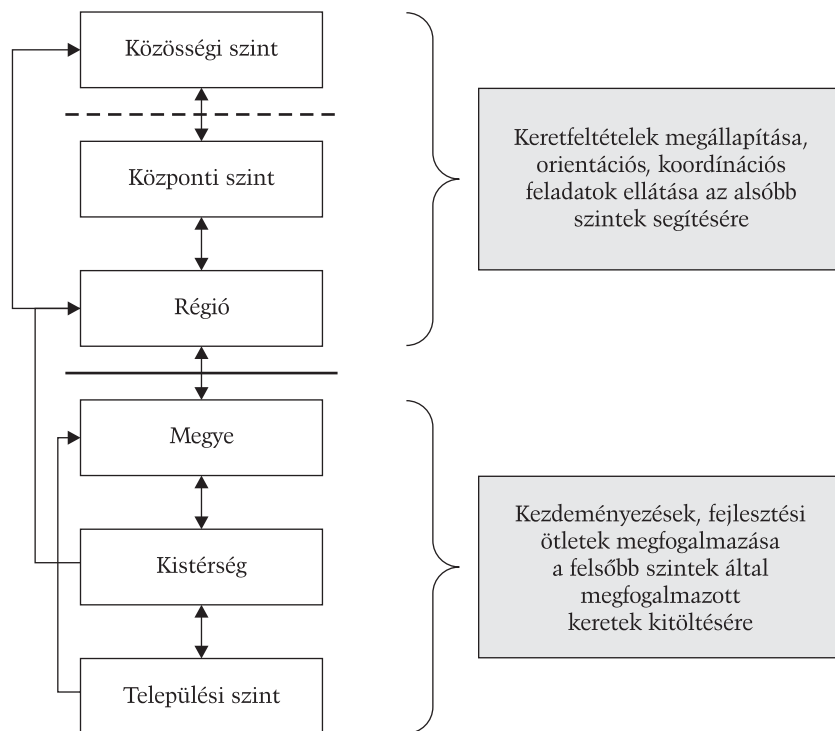 Közösségi szint
Központi szint
Régió
Megye
Kistérség
Települési szint
Keretfeltételek megállapítása,
orientációs, koordínációs
feladatok ellátása az alsóbb
szintek segítésére
Kezdeményezések, fejlesztési
ötletek megfogalmazása
a felsőbb szintek által
megfogalmazott
keretek kitöltésére